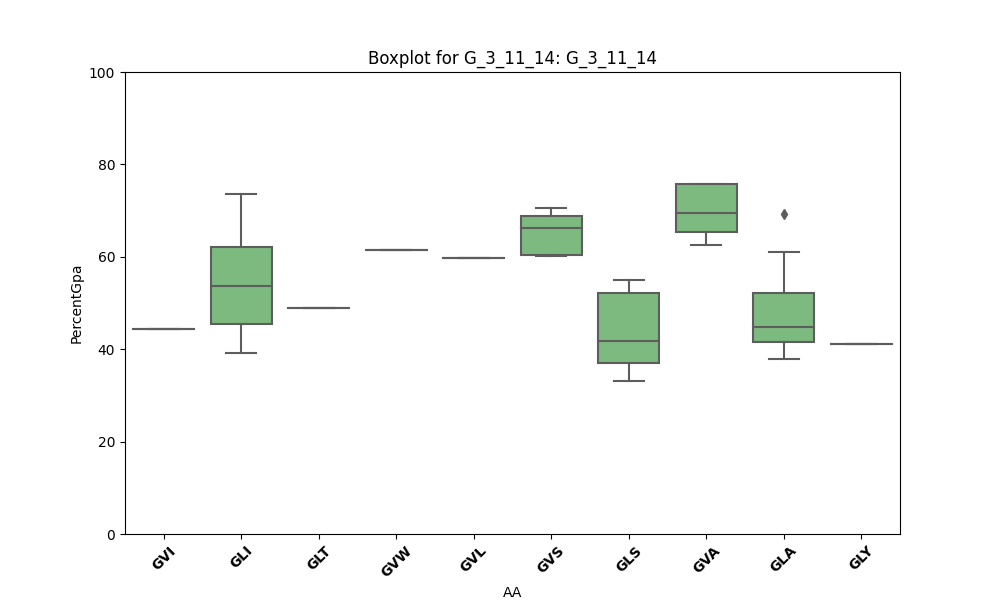 Boxplot for G_3_11_14: G_3_11_14
100
80
60
40
20
0
PercentGpa
GVI
GLI
GLT
GVW
GVL
GVS
GLS
GVA
GLA
GLY
AA